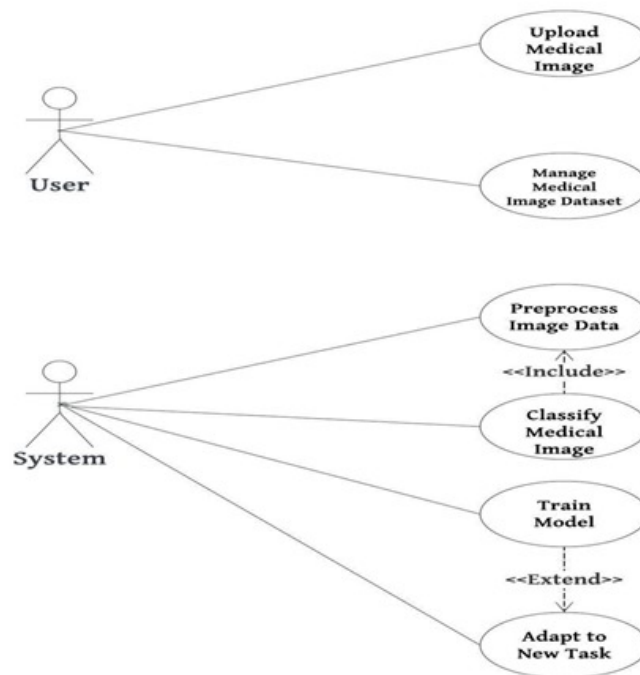 Upload
Medical
Image
User
Manage
Medical
Image Dataset
Preprocess
Image Data
<<Include>>
System
Classify
Medical
Image
Train
Model
<<Extend>>
Adapt to
New Task